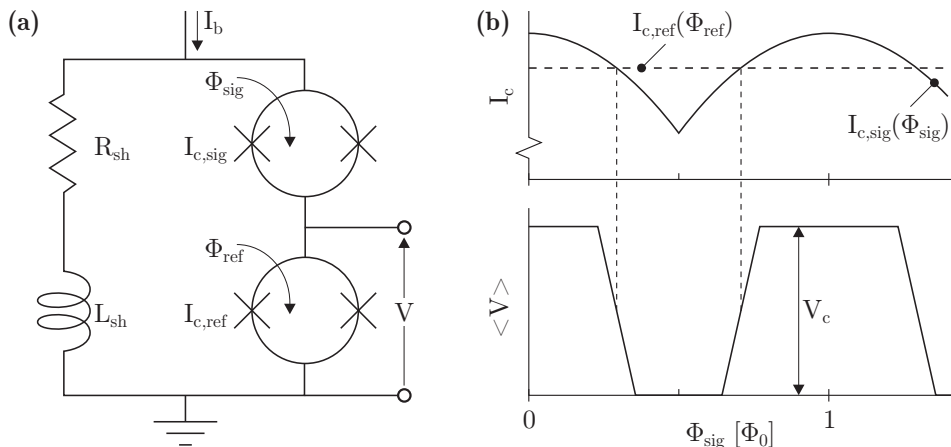 (a)
I_b
Φ_sig
R_sh
I_c,sig
Φ_ref
L_sh
I_c,ref
V
(b)
I_c,ref(Φ_ref)
I_c
I_c,sig(Φ_sig)
<V>
V_c
0
1
Φ_sig [Φ_0]